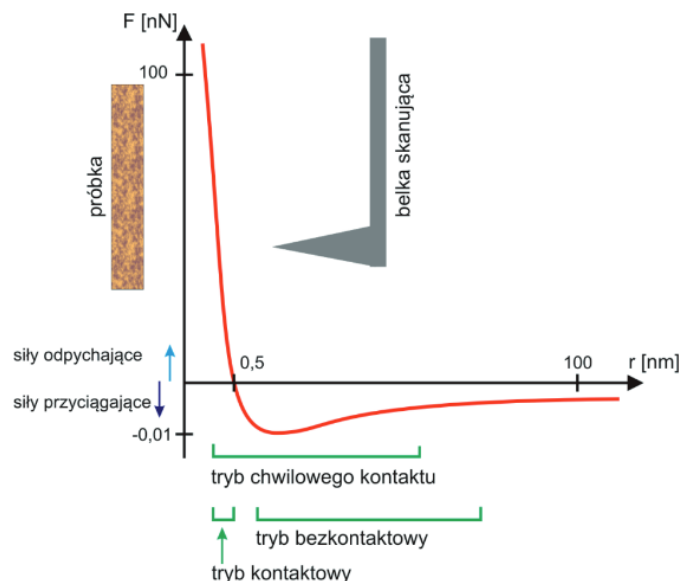 F [nN]
100
próbka
belka skanująca
siły odpychające
0,5
100
r [nm]
siły przyciągające
-0,01
tryb chwilowego kontaktu
tryb bezkontaktowy
tryb kontaktowy